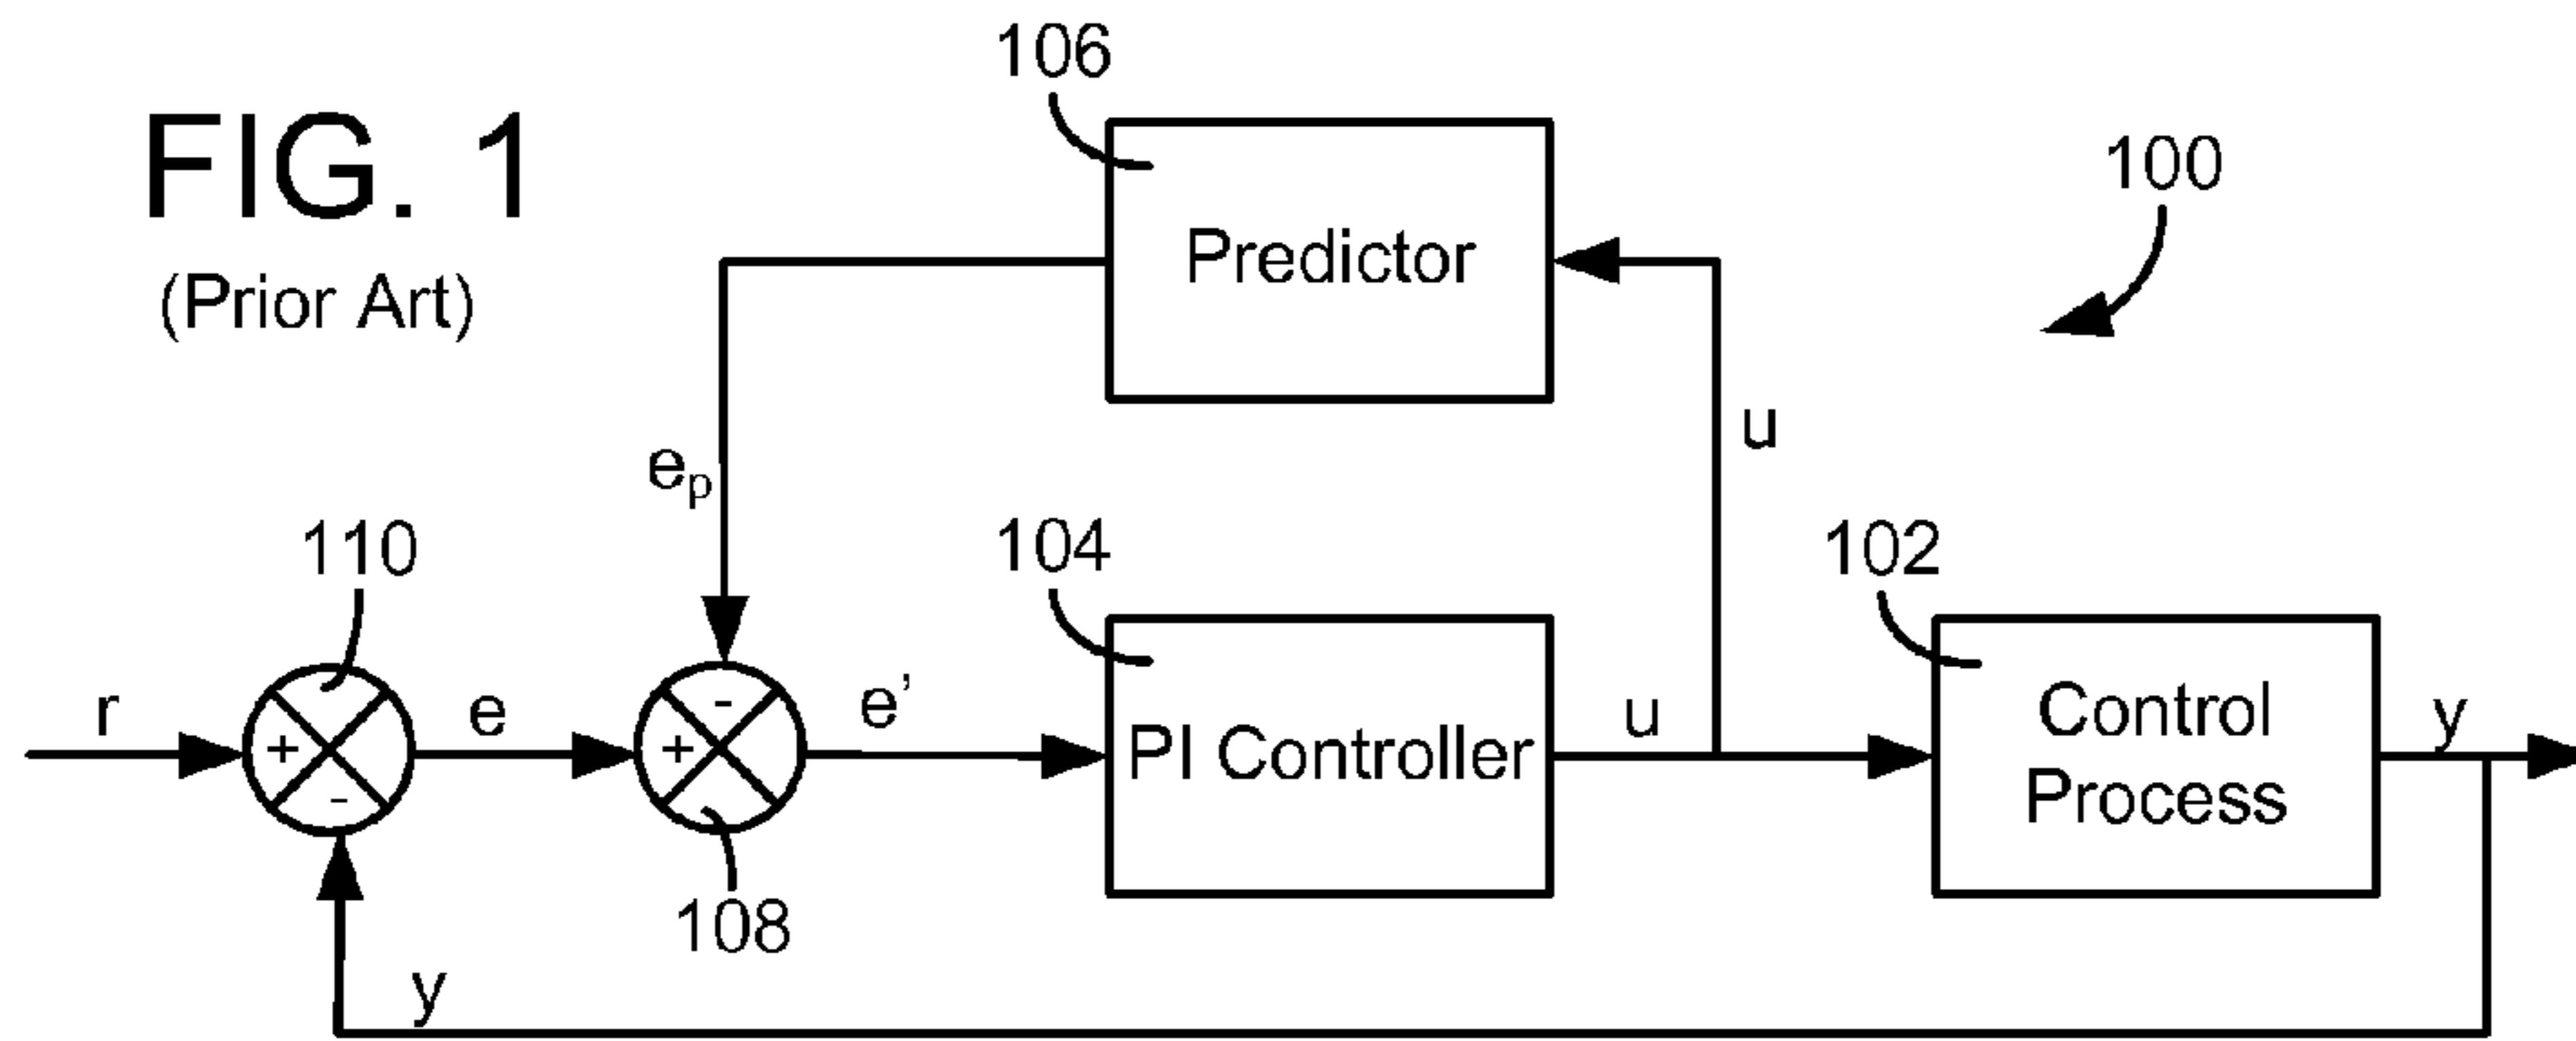 FIG. 1
(Prior Art)
106
100
Predictor
u
eₚ
110
104
102
r
+
-
e
-
+
e’
PI Controller
u
Control
Process
y
108
y